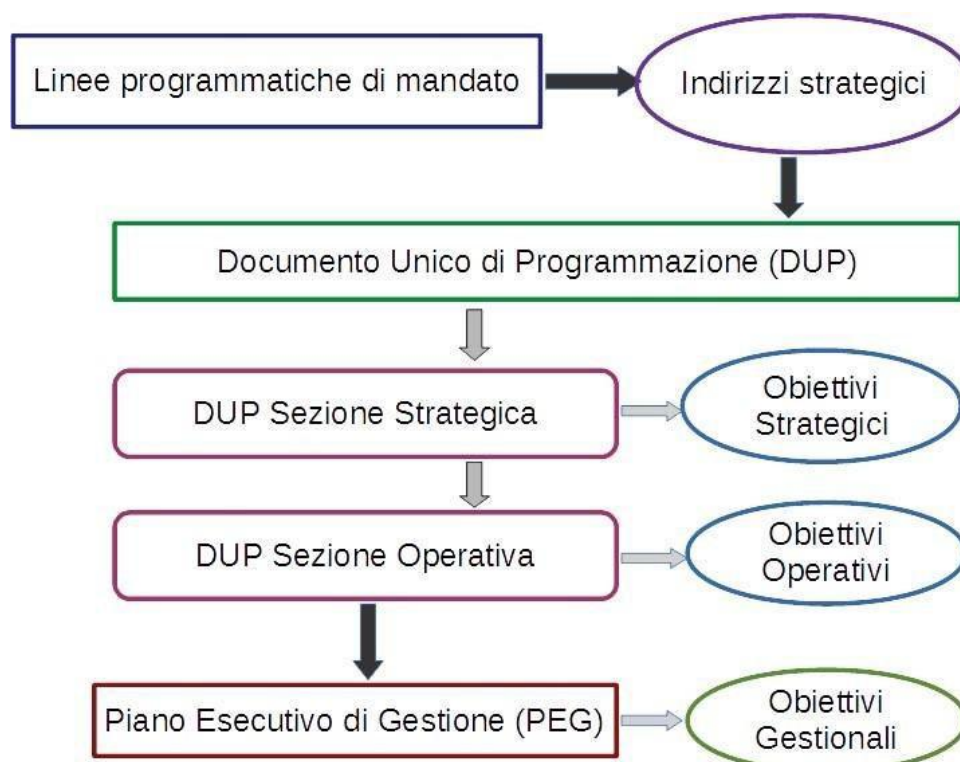 Linee programmatiche di mandato
Indirizzi strategici
Documento Unico di Programmazione (DUP)
DUP Sezione Strategica
Obiettivi
Strategici
DUP Sezione Operativa
Obiettivi
Operativi
Piano Esecutivo di Gestione (PEG)
Obiettivi
Gestionali